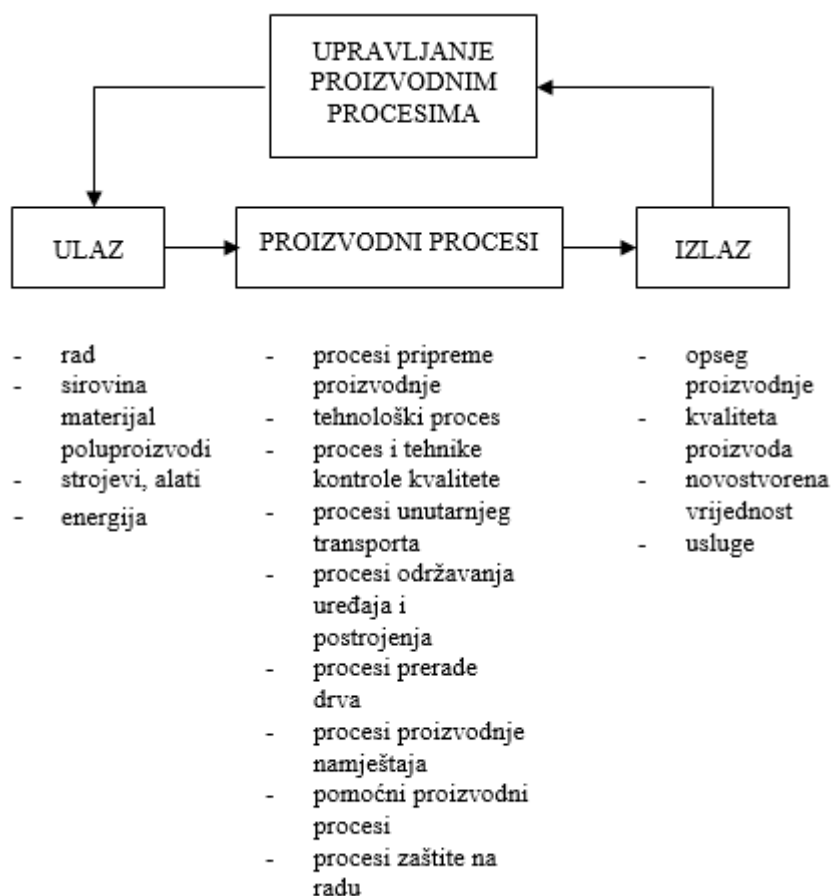 UPRAVLJANJE
PROIZVODNIM
PROCESIMA
ULAZ
PROIZVODNI PROCESI
IZLAZ
- rad
- sirovina
materijal
poluproizvodi
- strojevi, alati
- energija
- procesi pripreme
proizvodnje
- tehnološki proces
- proces i tehnike
kontrole kvalitete
- procesi unutarnjeg
transporta
- procesi održavanja
uređaja i
postrojenja
- procesi prerade
drva
- procesi proizvodnje
namještaja
- pomoćni proizvodni
procesi
- procesi zaštite na
radu
- opseg
proizvodnje
- kvaliteta
proizvoda
- novostvorena
vrijednost
- usluge